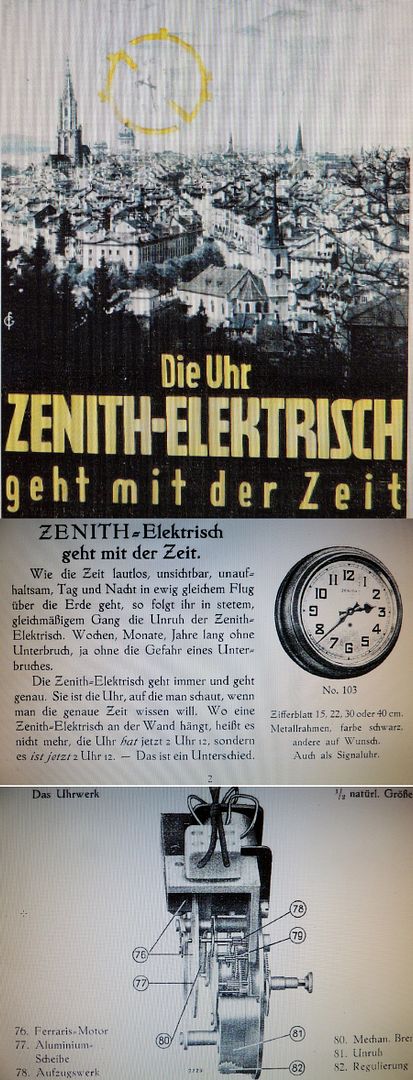 Die Uhr
ZENITH-ELEKTRISCH
geht mit der Zeit
ZENITH=Elektrisch
geht mit der Zeit.
Wie die Zeit lautlos, unsichtbar, unauf=
haltsam, Tag und Nacht in ewig gleichem Flug
über die Erde geht, so folgt ihr in stetem,
gleichmäßigem Gang die Unruh der Zenith=
Elektrisch. Wochen, Monate, Jahre lang ohne
Unterbruch, ja ohne die Gefahr eines Unter=
bruches.
Die Zenith=Elektrisch geht immer und geht
genau. Sie ist die Uhr, auf die man schaut, wenn
man die genaue Zeit wissen will. Wo eine
Zenith=Elektrisch an der Wand hängt, heißt es
nicht mehr, die Uhr hat jetzt 2 Uhr 12, sondern
es ist jetzt 2 Uhr 12. — Das ist ein Unterschied.
12 1 2 3 4 5 6 7 8 9 10 11
ZENITH
No. 103
Zifferblatt 15, 22, 30 oder 40 cm.
Metallrahmen, farbe schwarz,
andere auf Wunsch.
Auch als Signaluhr.
2
Das Uhrwerk
1/2 natürl. Größe
78
79
76
77
80
81
82
76. Ferraris=Motor
77. Aluminium=
Scheibe
78. Aufzugswerk
80. Mechan. Bre
81. Unruh
82. Regulierung